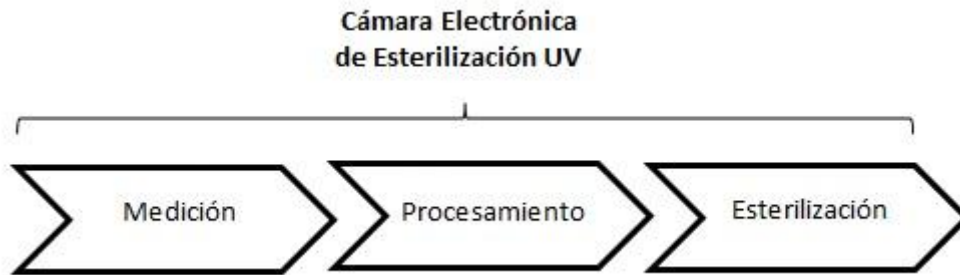 Cámara Electrónica
de Esterilización UV
Medición
Procesamiento
Esterilización